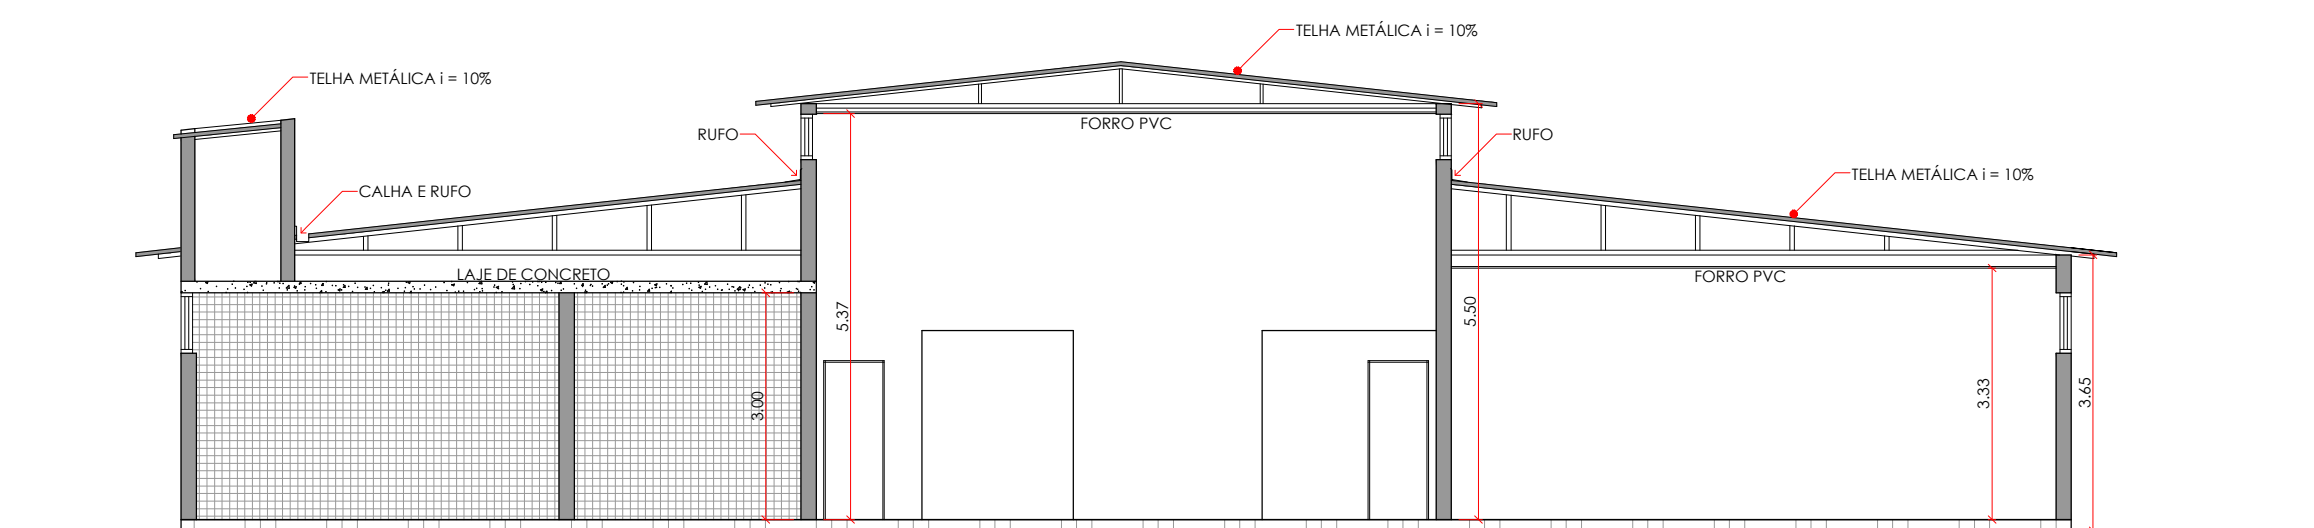 TELHA METÁLICA i = 10%
TELHA METÁLICA i = 10%
FORRO PVC
RUFO
RUFO
TELHA METÁLICA i = 10%
CALHA E RUFO
LAJE DE CONCRETO
FORRO PVC
5.37
5.50
3.00
3.33
3.65